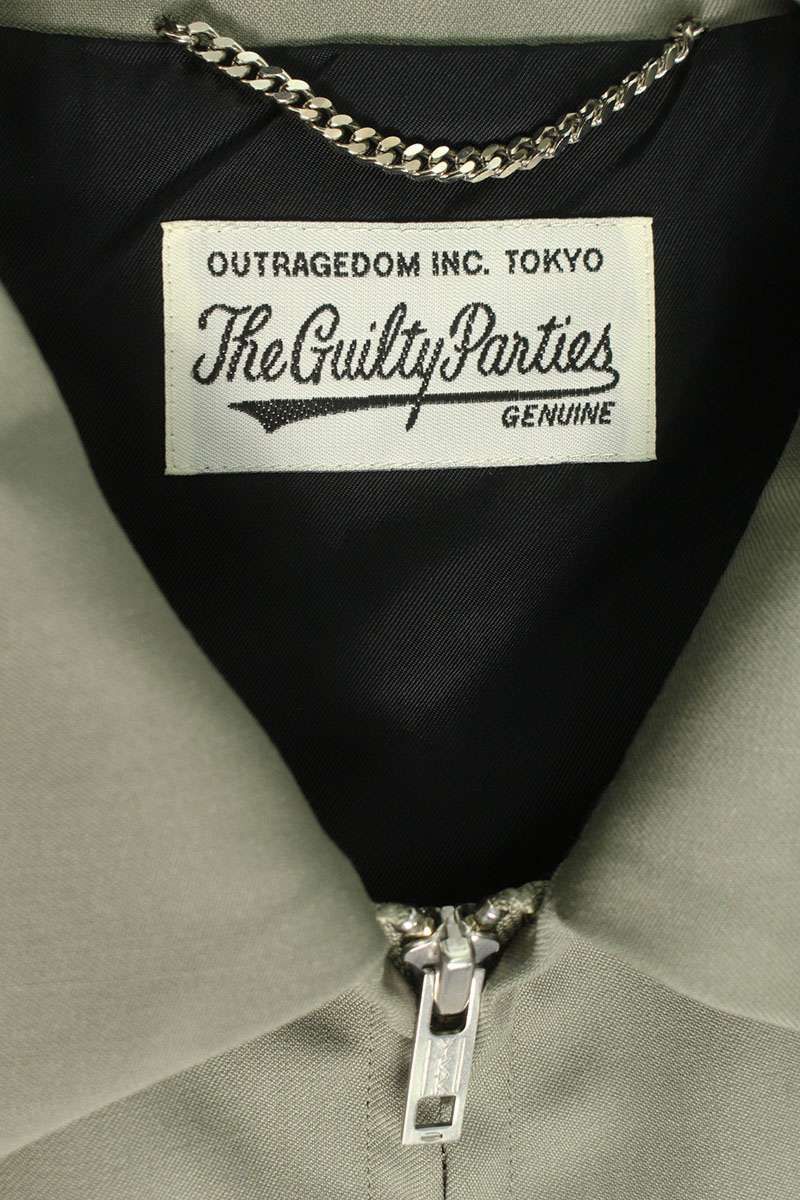 OUTRAGEDOM INC. TOKYO
The Guilty Parties
GENUINE